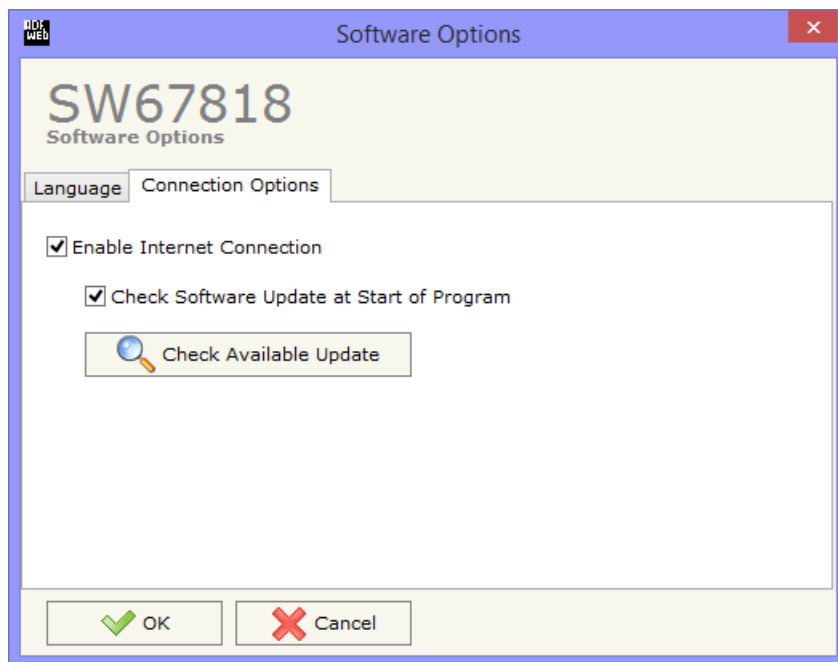 ADF
WEB
Software Options
SW67818
Software Options
Language
Connection Options
Enable Internet Connection
Check Software Update at Start of Program
Check Available Update
OK
Cancel